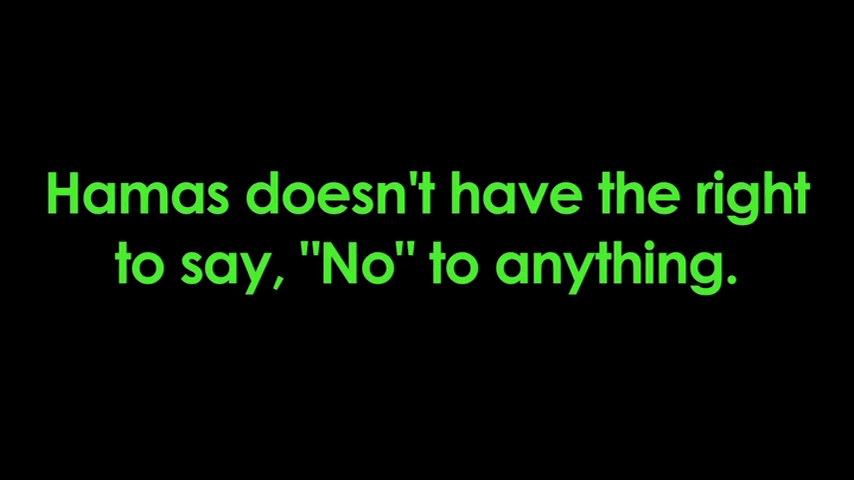 Hamas doesn't have the right
to say, "No" to anything.